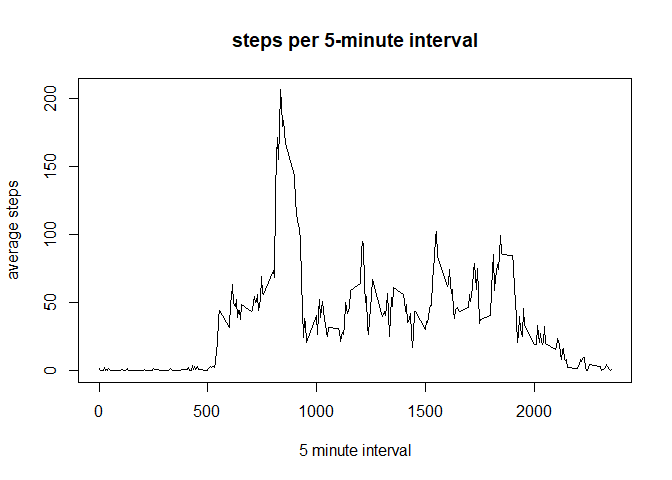 steps per 5-minute interval
average steps
200
150
100
50
0
0 500 1000 1500 2000
5 minute interval